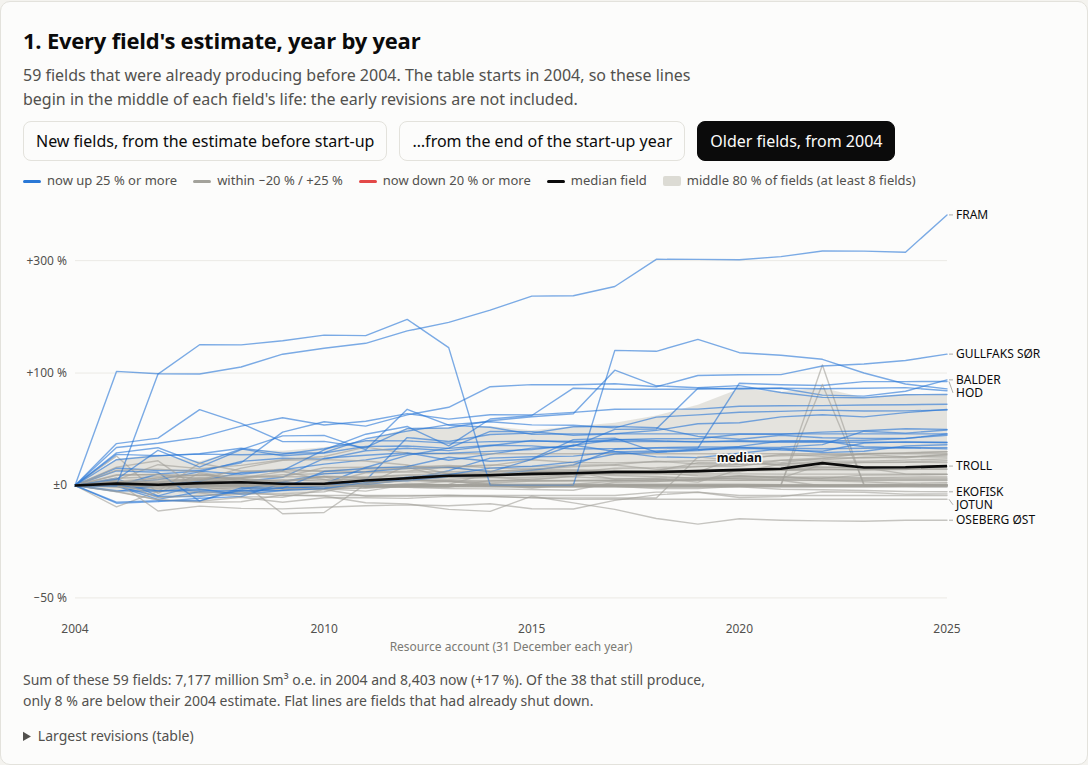 1. Every field's estimate, year by year
59 fields that were already producing before 2004. The table starts in 2004, so these lines
begin in the middle of each field's life: the early revisions are not included.
New fields, from the estimate before start-up
...from the end of the start-up year
Older fields, from 2004
now up 25 % or more
within −20 % / +25 %
now down 20 % or more
median field
middle 80 % of fields (at least 8 fields)
FRAM
+300 %
GULLFAKS SØR
+100 %
BALDER
HOD
median
TROLL
±0
EKOFISK
JOTUN
OSEBERG ØST
−50 %
2004
2010
2015
2020
2025
Resource account (31 December each year)
Sum of these 59 fields: 7,177 million Sm³ o.e. in 2004 and 8,403 now (+17 %). Of the 38 that still produce,
only 8 % are below their 2004 estimate. Flat lines are fields that had already shut down.
▶ Largest revisions (table)